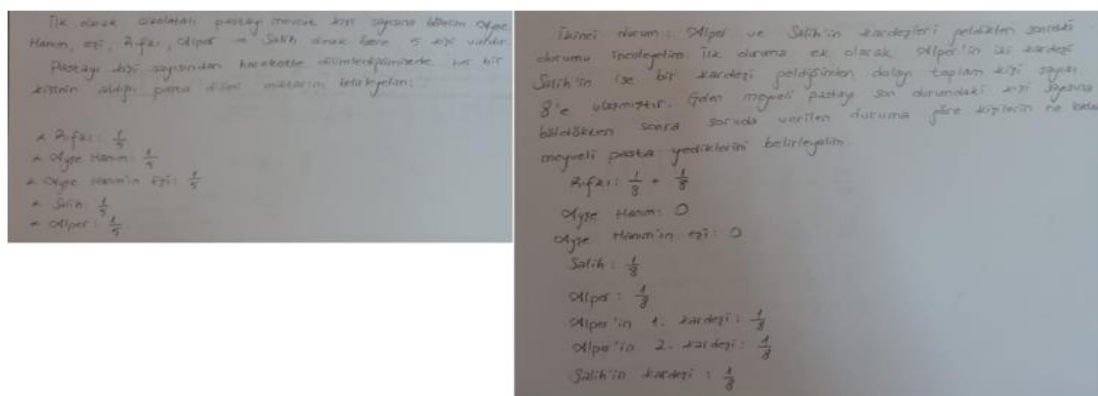 İlk olarak çikolatalı pastayı mevcut kişi sayısına bölelim. Ayşe
Hanım, eşi, Rıfkı, Alper ve Salih olmak üzere 5 kişi vardır.
Pastayı kişi sayısından hareketle dilimlediğimizde her bir
kişinin aldığı pasta dilimi miktarını belirleyelim:
* Rıfkı: 1/5
* Ayşe Hanım: 1/5
* Ayşe Hanım'ın Eşi: 1/5
* Salih: 1/5
* Alper: 1/5
İkinci durum: Alper ve Salih'in kardeşleri geldikten sonraki
durumu inceleyelim. İlk duruma ek olarak Alper'in iki kardeşi
Salih'in ise bir kardeşi geldiğinden dolayı toplam kişi sayısı
8'e ulaşmıştır. Gelen meyveli pastayı son durumdaki kişi sayısına
böldükten sonra soruda verilen duruma göre kişilerin ne kadar
meyveli pasta yediklerini belirleyelim.
Rıfkı: 1/8 + 1/8
Ayşe Hanım: 0
Ayşe Hanım'ın eşi: 0
Salih: 1/8
Alper: 1/8
Alper'in 1. kardeşi: 1/8
Alper'in 2. kardeşi: 1/8
Salih'in kardeşi: 1/8